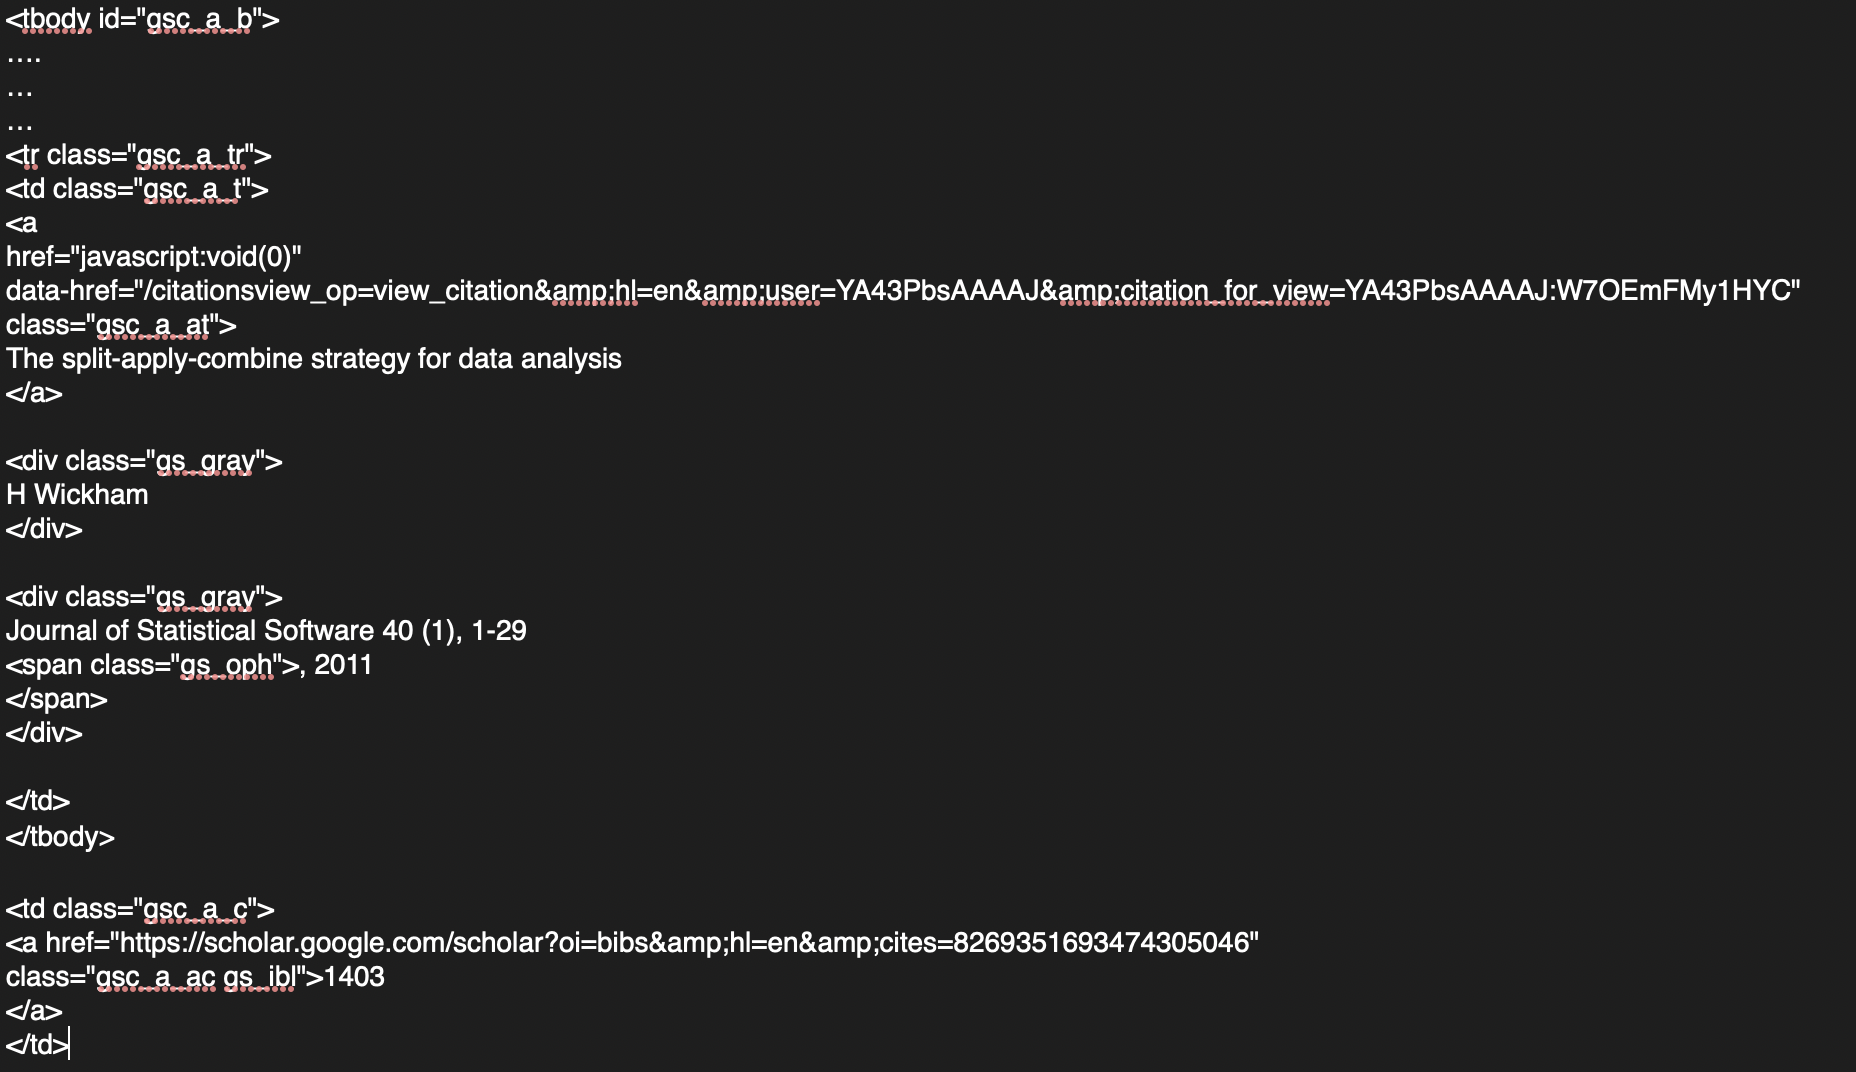 <tbody id="gsc_a_b">
....
...
...
<tr class="gsc_a_tr">
<td class="gsc_a_t">
<a
href="javascript:void(0)"
data-href="/citationsview_op=view_citation&amp;hl=en&amp;user=YA43PbsAAAAJ&amp;citation_for_view=YA43PbsAAAAJ:W7OEmFMy1HYC"
class="gsc_a_at">
The split-apply-combine strategy for data analysis
</a>
<div class="gs_gray">
H Wickham
</div>
<div class="gs_gray">
Journal of Statistical Software 40 (1), 1-29
<span class="gs_oph">, 2011
</span>
</div>
</td>
</tbody>
<td class="gsc_a_c">
<a href="https://scholar.google.com/scholar?oi=bibs&amp;hl=en&amp;cites=8269351693474305046"
class="gsc_a_ac gs_ibl">1403
</a>
</td>